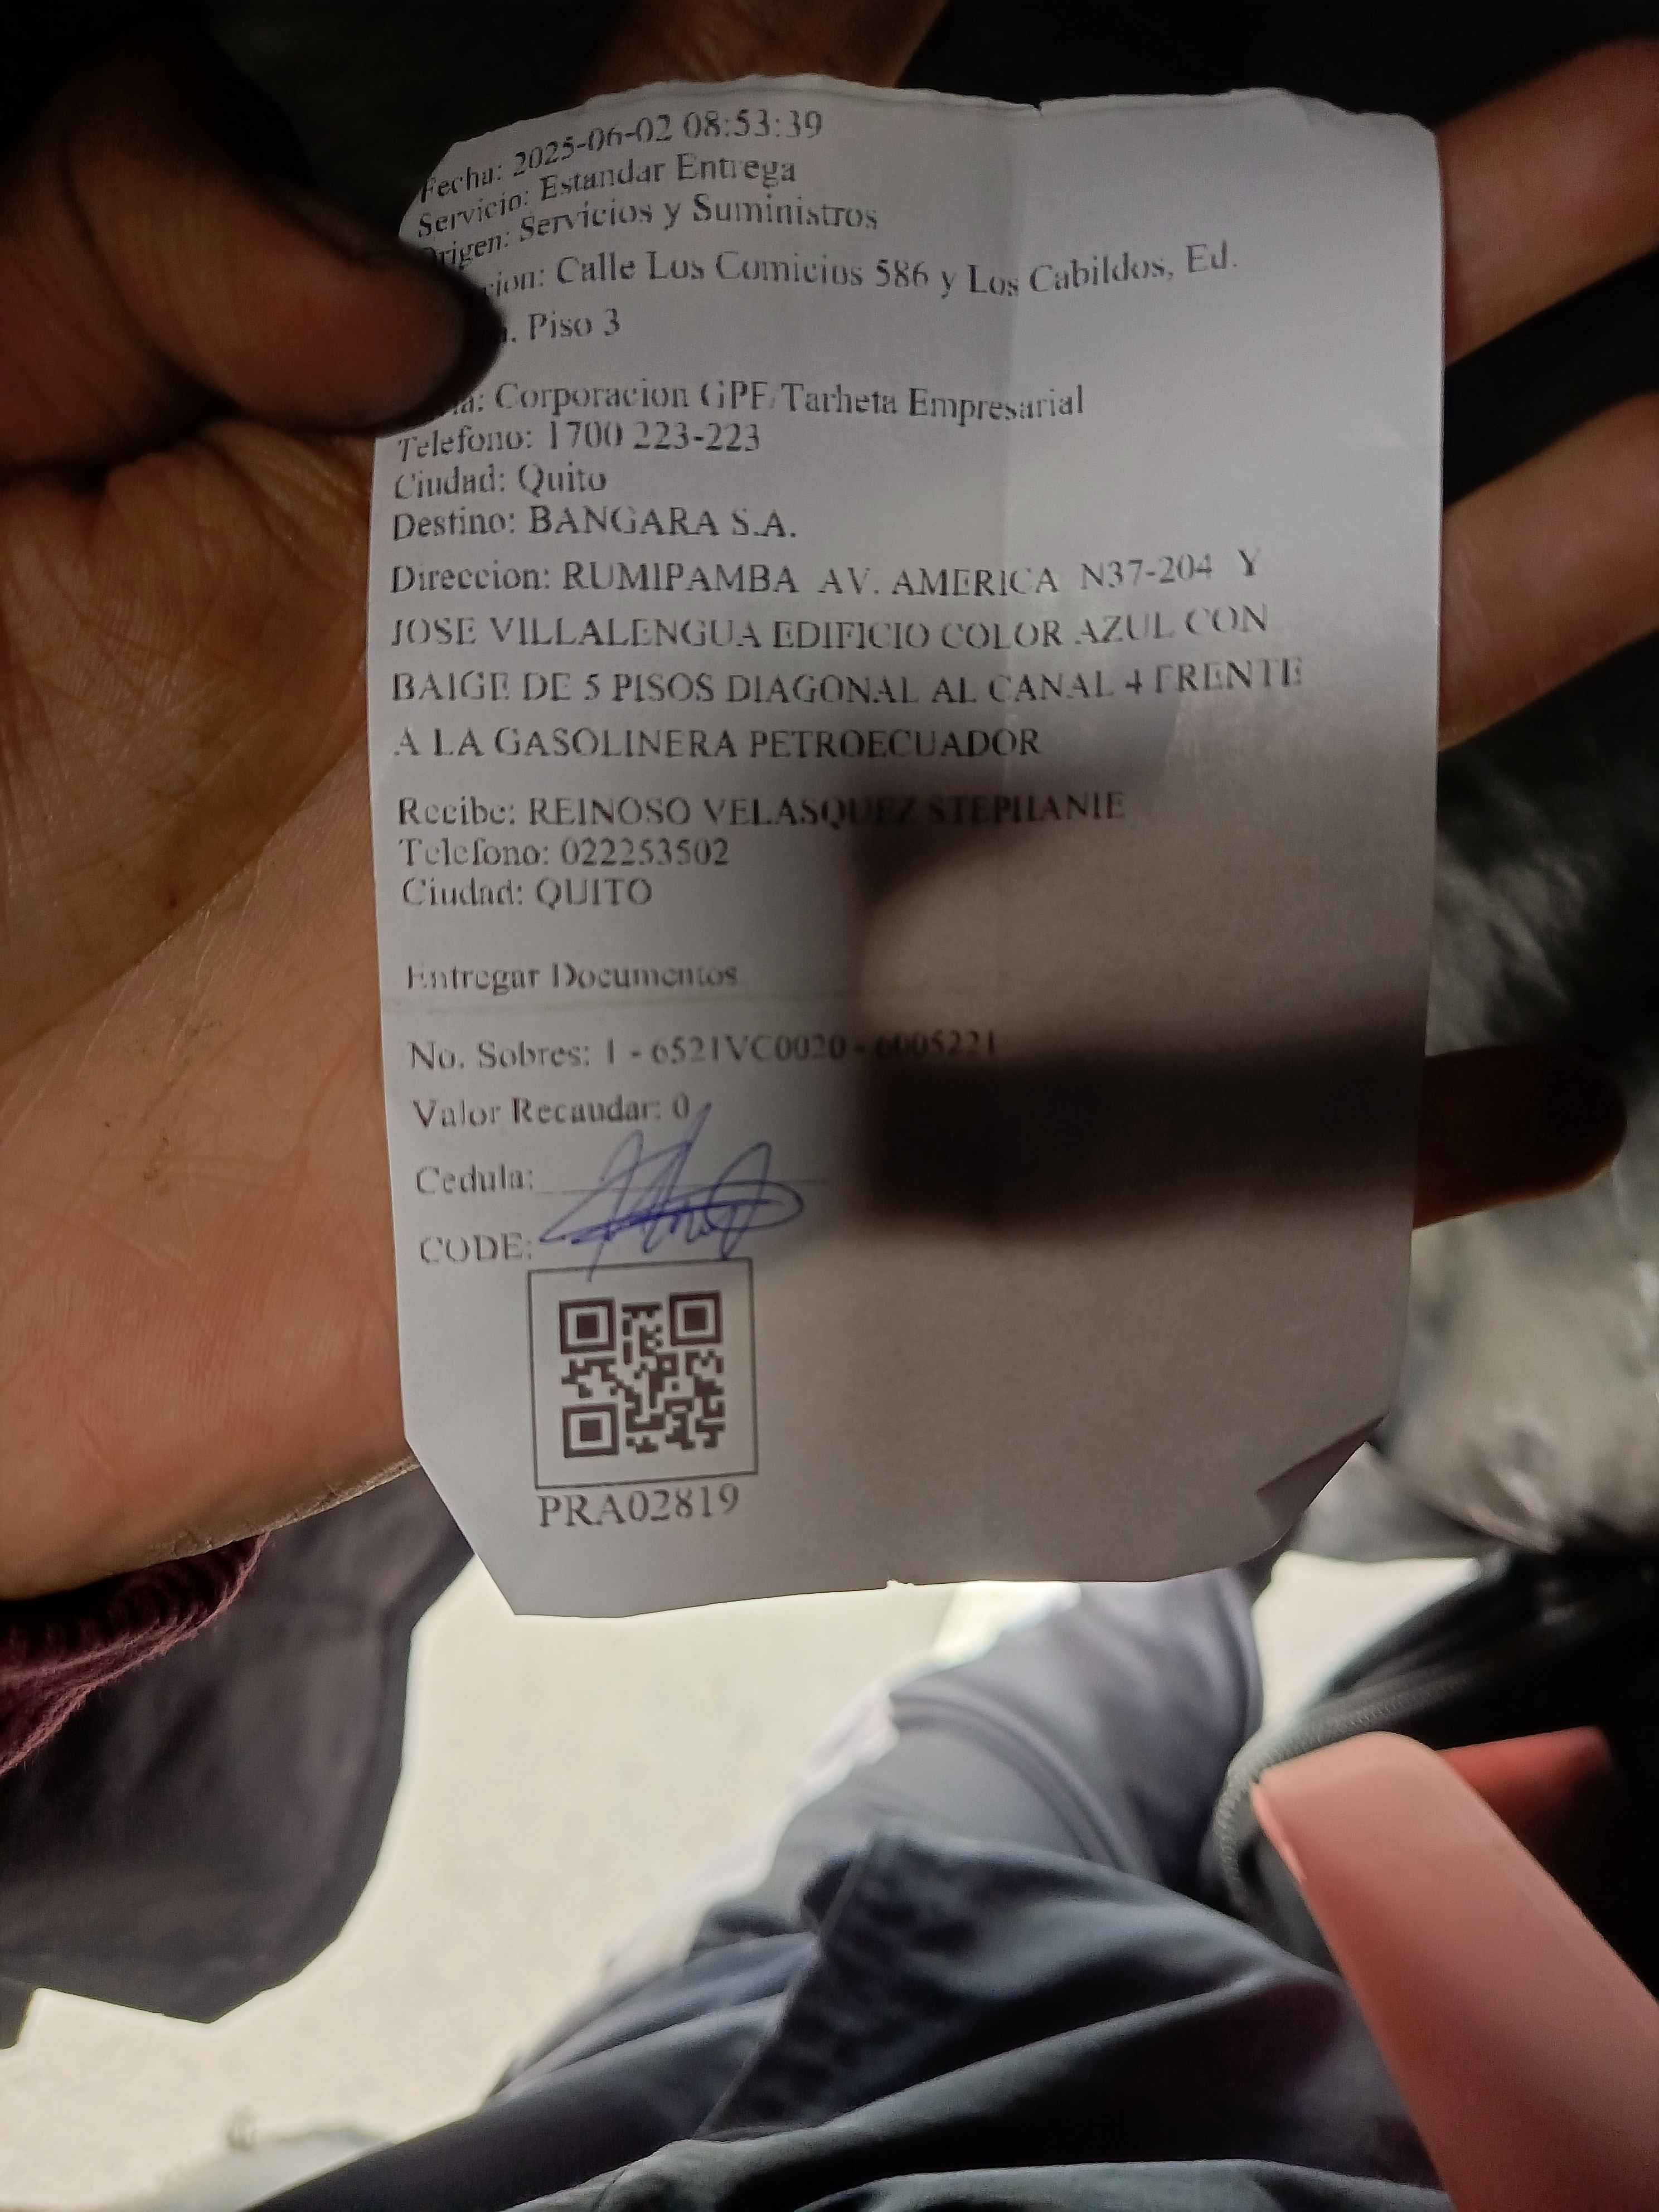 Fecha: 2025-06-02 08:53:39
Servicio: Estandar Entrega
Origen: Servicios y Suministros
cion: Calle Los Comicios 586 y Los Cabildos, Ed.
Piso 3
Corporacion GPF/Tarheta Empresarial
Telefono: 1700 223-223
Ciudad: Quito
Destino: BANGARA S.A.
Direccion: RUMIPAMBA AV. AMERICA N37-204 Y
JOSE VILLALENGUA EDIFICIO COLOR AZUL CON
BAIGE DE 5 PISOS DIAGONAL AL CANAL 4 FRENTE
A LA GASOLINERA PETROECUADOR
Recibe: REINOSO VELASQUEZ STEPHANIE
Telefono: 022253502
Ciudad: QUITO
Entregar Documentos
No. Sobres: 1 - 6521VC0020 - 6005221
Valor Recaudar: 0
Cedula:
CODE:
PRA02819